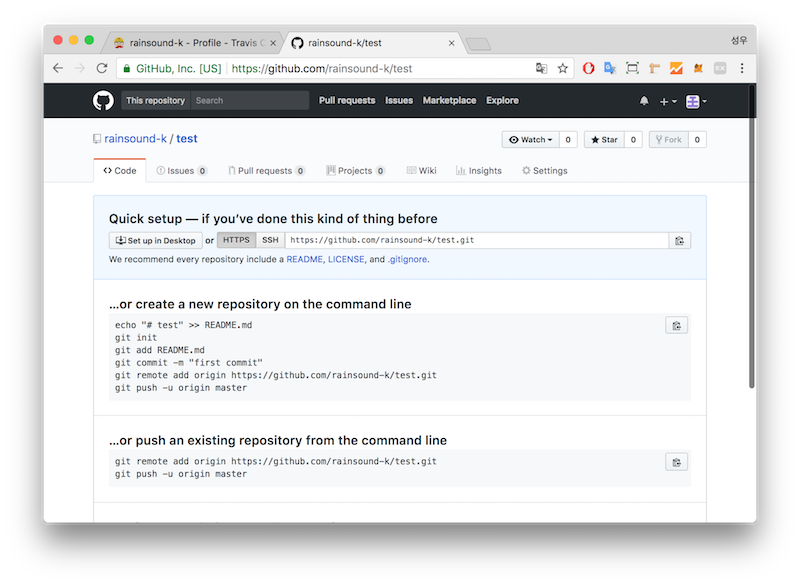 rainsound-k - Profile - Travis C
rainsound-k/test
성우
GitHub, Inc. [US] https://github.com/rainsound-k/test
This repository Search Pull requests Issues Marketplace Explore
rainsound-k / test
Watch 0 Star 0 Fork 0
Code Issues 0 Pull requests 0 Projects 0 Wiki Insights Settings
Quick setup — if you've done this kind of thing before
Set up in Desktop or HTTPS SSH https://github.com/rainsound-k/test.git
We recommend every repository include a README, LICENSE, and .gitignore.
…or create a new repository on the command line
echo "# test" >> README.md
git init
git add README.md
git commit -m "first commit"
git remote add origin https://github.com/rainsound-k/test.git
git push -u origin master
…or push an existing repository from the command line
git remote add origin https://github.com/rainsound-k/test.git
git push -u origin master